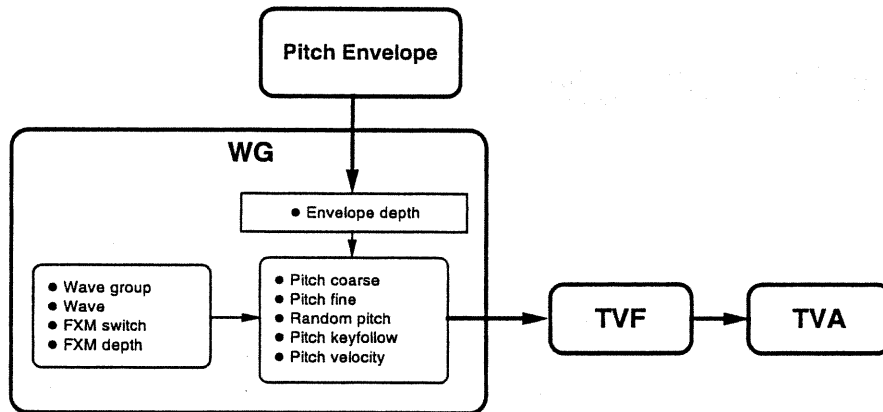 Pitch Envelope
WG
● Envelope depth
● Wave group
● Wave
● FXM switch
● FXM depth
● Pitch coarse
● Pitch fine
● Random pitch
● Pitch keyfollow
● Pitch velocity
TVF
TVA